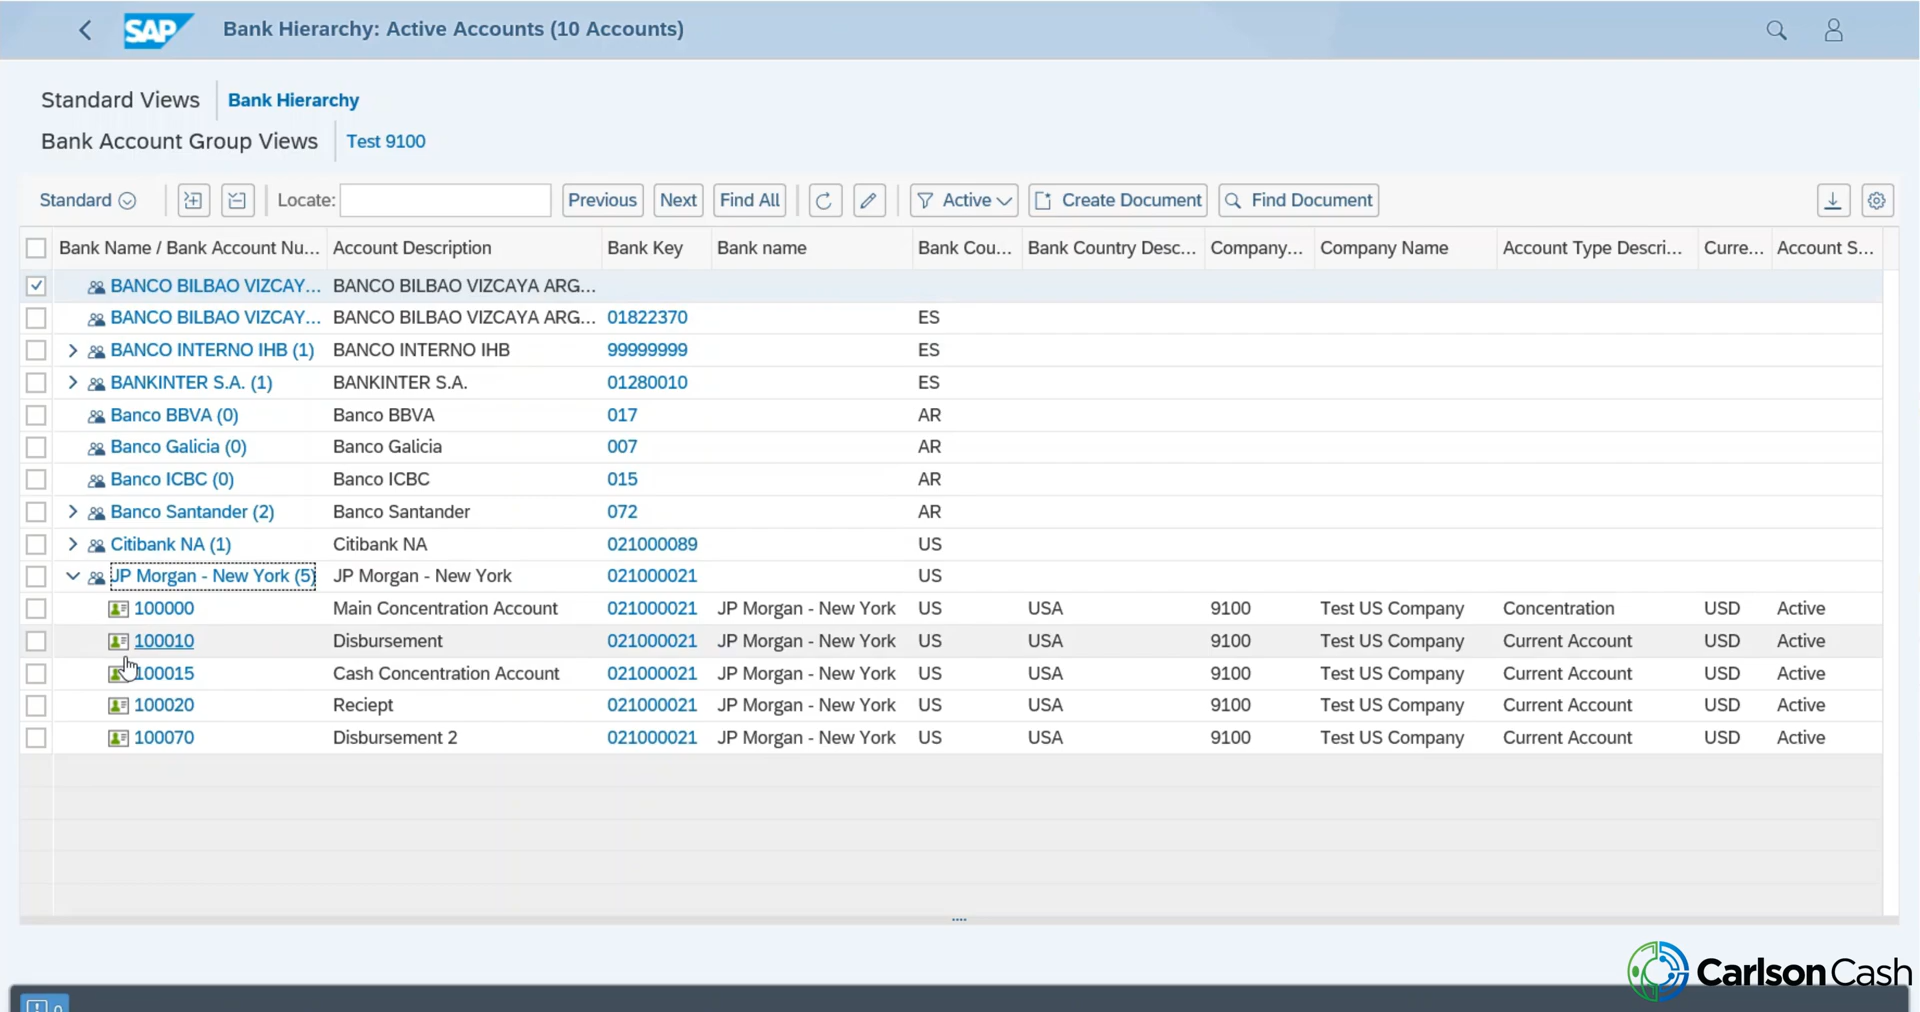 SAP Bank Hierarchy: Active Accounts (10 Accounts)
Standard Views Bank Hierarchy
Bank Account Group Views Test 9100
Standard Locate: Previous Next Find All Active Create Document Find Document
Bank Name / Bank Account Nu... Account Description Bank Key Bank name Bank Cou... Bank Country Desc... Company... Company Name Account Type Descri... Curre... Account S...
BANCO BILBAO VIZCAY... BANCO BILBAO VIZCAYA ARG...
BANCO BILBAO VIZCAY... BANCO BILBAO VIZCAYA ARG... 01822370 ES
BANCO INTERNO IHB (1) BANCO INTERNO IHB 99999999 ES
BANKINTER S.A. (1) BANKINTER S.A. 01280010 ES
Banco BBVA (0) Banco BBVA 017 AR
Banco Galicia (0) Banco Galicia 007 AR
Banco ICBC (0) Banco ICBC 015 AR
Banco Santander (2) Banco Santander 072 AR
Citibank NA (1) Citibank NA 021000089 US
JP Morgan - New York (5) JP Morgan - New York 021000021 US
100000 Main Concentration Account 021000021 JP Morgan - New York US USA 9100 Test US Company Concentration USD Active
100010 Disbursement 021000021 JP Morgan - New York US USA 9100 Test US Company Current Account USD Active
100015 Cash Concentration Account 021000021 JP Morgan - New York US USA 9100 Test US Company Current Account USD Active
100020 Reciept 021000021 JP Morgan - New York US USA 9100 Test US Company Current Account USD Active
100070 Disbursement 2 021000021 JP Morgan - New York US USA 9100 Test US Company Current Account USD Active
Carlson Cash